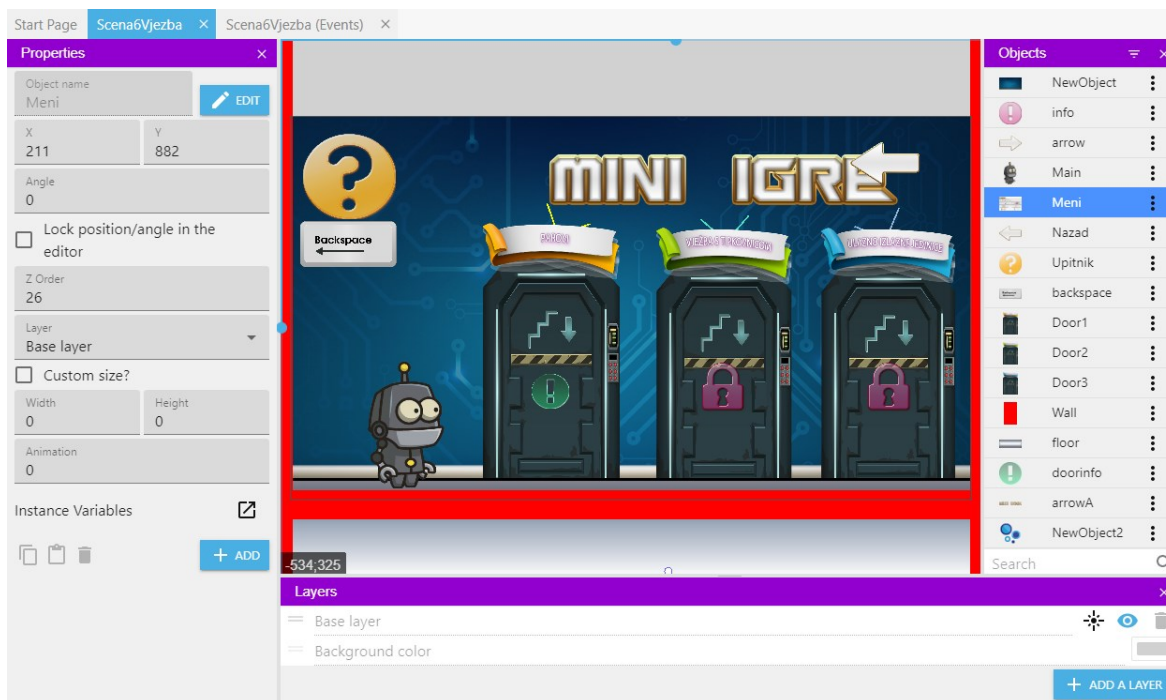 Start Page Scena6Vjezba × Scena6Vjezba (Events) ×
Properties ×
Object name
Meni
EDIT
X Y
211 882
Angle
0
Lock position/angle in the
editor
Z Order
26
Layer
Base layer
Custom size?
Width Height
0 0
Animation
0
Instance Variables
+ ADD
MINI IGRE
?
Backspace
PAROVI
-534;325
Objects ×
NewObject
info
arrow
Main
Meni
Nazad
Upitnik
backspace
Door1
Door2
Door3
Wall
floor
doorinfo
arrowA
NewObject2
Search
Layers ×
Base layer
Background color
+ ADD A LAYER